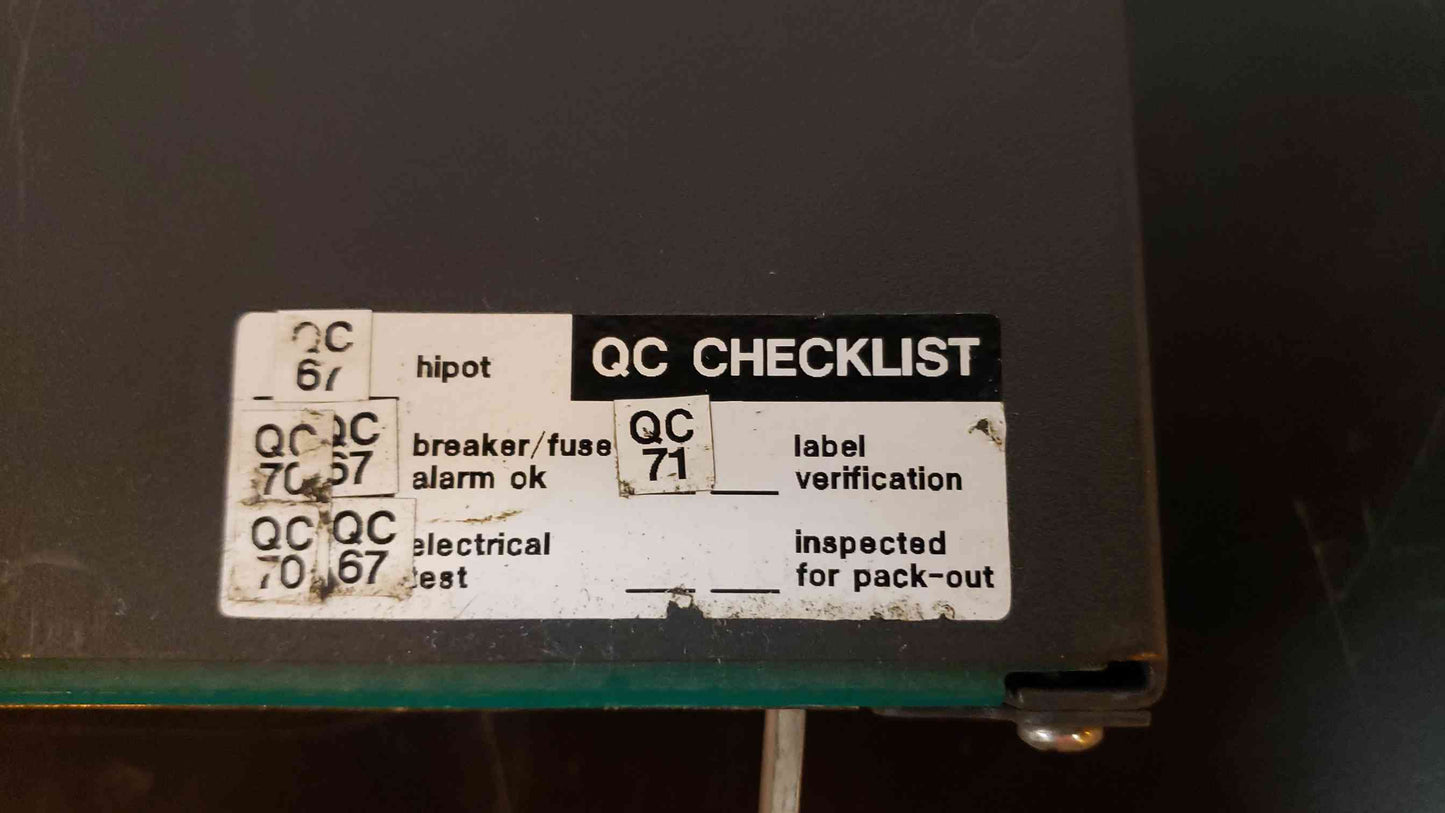 QC
67
hipot
QC CHECKLIST
QC
70
QC
67
breaker/fuse
alarm ok
QC
71
label
verification
QC
70
QC
67
electrical
test
inspected
for pack-out